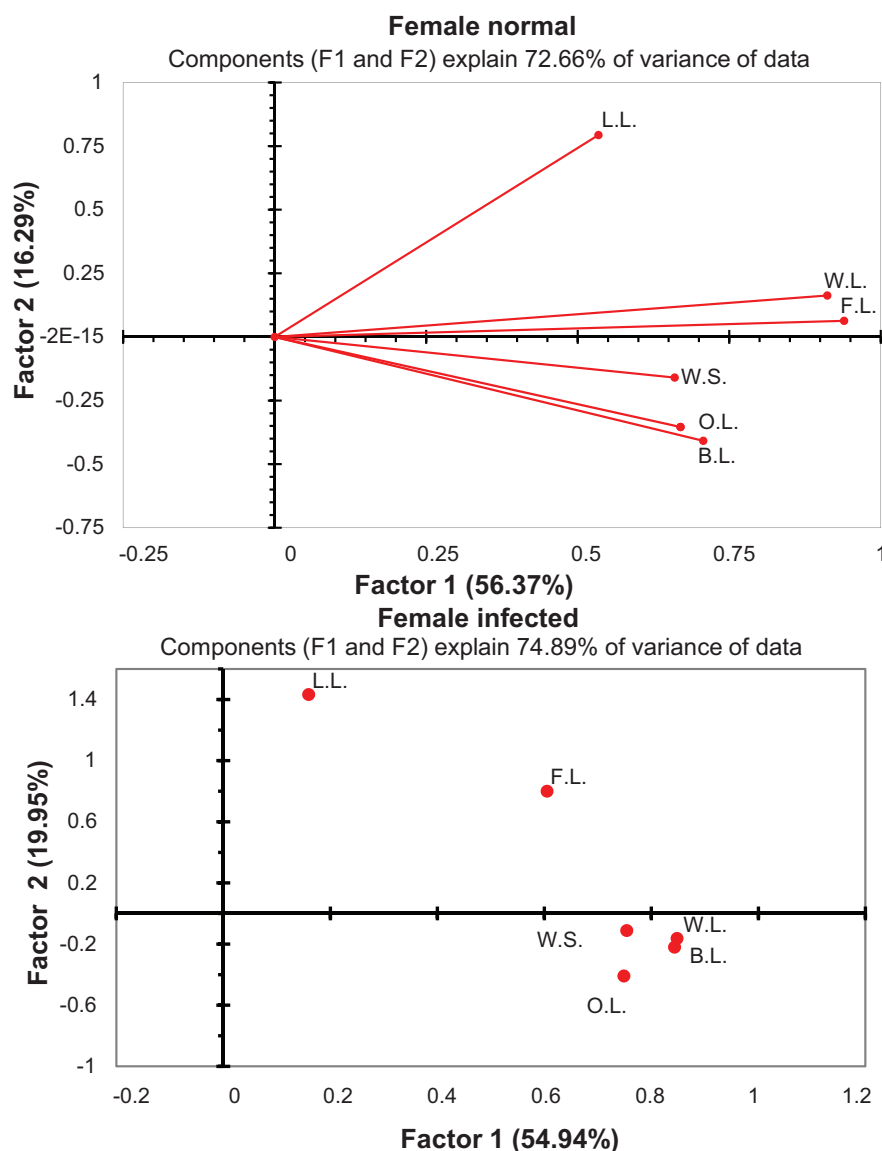 Female normal
Components (F1 and F2) explain 72.66% of variance of data
1
0.75
0.5
0.25
-2E-15
-0.25
-0.5
-0.75
Factor 2 (16.29%)
L.L.
W.L.
F.L.
W.S.
O.L.
B.L.
-0.25 0 0.25 0.5 0.75 1
Factor 1 (56.37%)
Female infected
Components (F1 and F2) explain 74.89% of variance of data
1.4
1
0.6
0.2
-0.2
-0.6
-1
Factor 2 (19.95%)
L.L.
F.L.
W.S.
W.L.
B.L.
O.L.
-0.2 0 0.2 0.6 0.8 1 1.2
Factor 1 (54.94%)